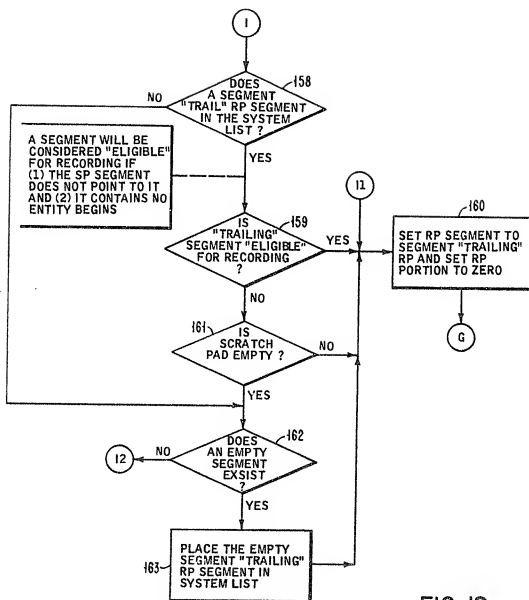 I
158
DOES
A SEGMENT
"TRAIL" RP SEGMENT
IN THE SYSTEM
LIST ?
NO
YES
A SEGMENT WILL BE
CONSIDERED "ELIGIBLE"
FOR RECORDING IF
(1) THE SP SEGMENT
DOES NOT POINT TO IT
AND (2) IT CONTAINS NO
ENTITY BEGINS
I1
159
IS
"TRAILING"
SEGMENT "ELIGIBLE"
FOR RECORDING
?
YES
NO
160
SET RP SEGMENT TO
SEGMENT "TRAILING"
RP AND SET RP
PORTION TO ZERO
G
161
IS
SCRATCH
PAD EMPTY ?
NO
YES
162
DOES
AN EMPTY
SEGMENT
EXSIST
?
NO
I2
YES
163
PLACE THE EMPTY
SEGMENT "TRAILING"
RP SEGMENT IN
SYSTEM LIST